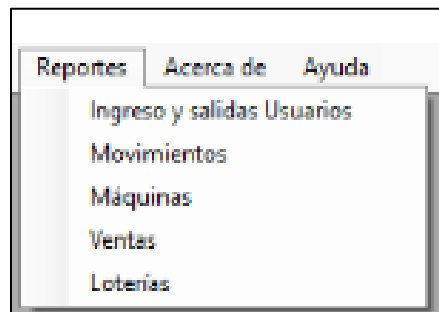 Reportes Acerca de Ayuda
Ingreso y salidas Usuarios
Movimientos
Máquinas
Ventas
Loterías